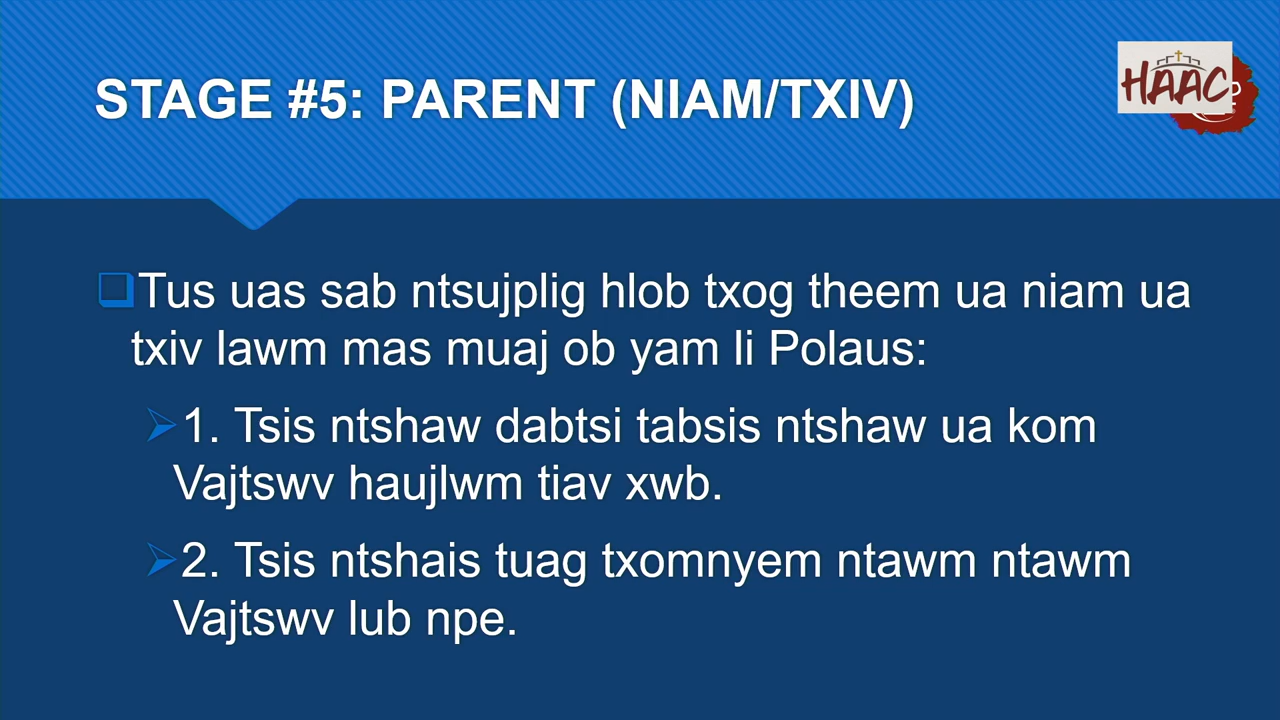 STAGE #5: PARENT (NIAM/TXIV)
HAAC
Tus uas sab ntsujplig hlob txog theem ua niam ua
txiv lawm mas muaj ob yam li Polaus:
1. Tsis ntshaw dabtsi tabsis ntshaw ua kom
Vajtswv haujlwm tiav xwb.
2. Tsis ntshais tuag txomnyem ntawm ntawm
Vajtswv lub npe.